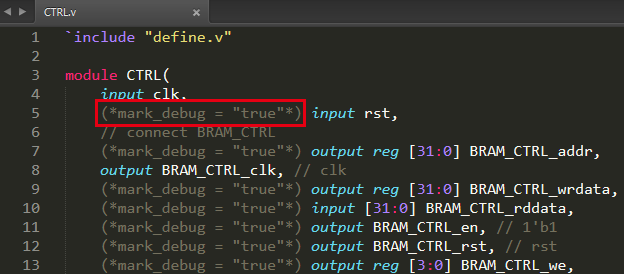 CTRL.v ×
1 `include "define.v"
2
3 module CTRL(
4 input clk,
5 (*mark_debug = "true"*) input rst,
6 // connect BRAM_CTRL
7 (*mark_debug = "true"*) output reg [31:0] BRAM_CTRL_addr,
8 output BRAM_CTRL_clk, // clk
9 (*mark_debug = "true"*) output reg [31:0] BRAM_CTRL_wrdata,
10 (*mark_debug = "true"*) input [31:0] BRAM_CTRL_rddata,
11 (*mark_debug = "true"*) output BRAM_CTRL_en, // 1'b1
12 (*mark_debug = "true"*) output BRAM_CTRL_rst, // rst
13 (*mark_debug = "true"*) output reg [3:0] BRAM_CTRL_we,